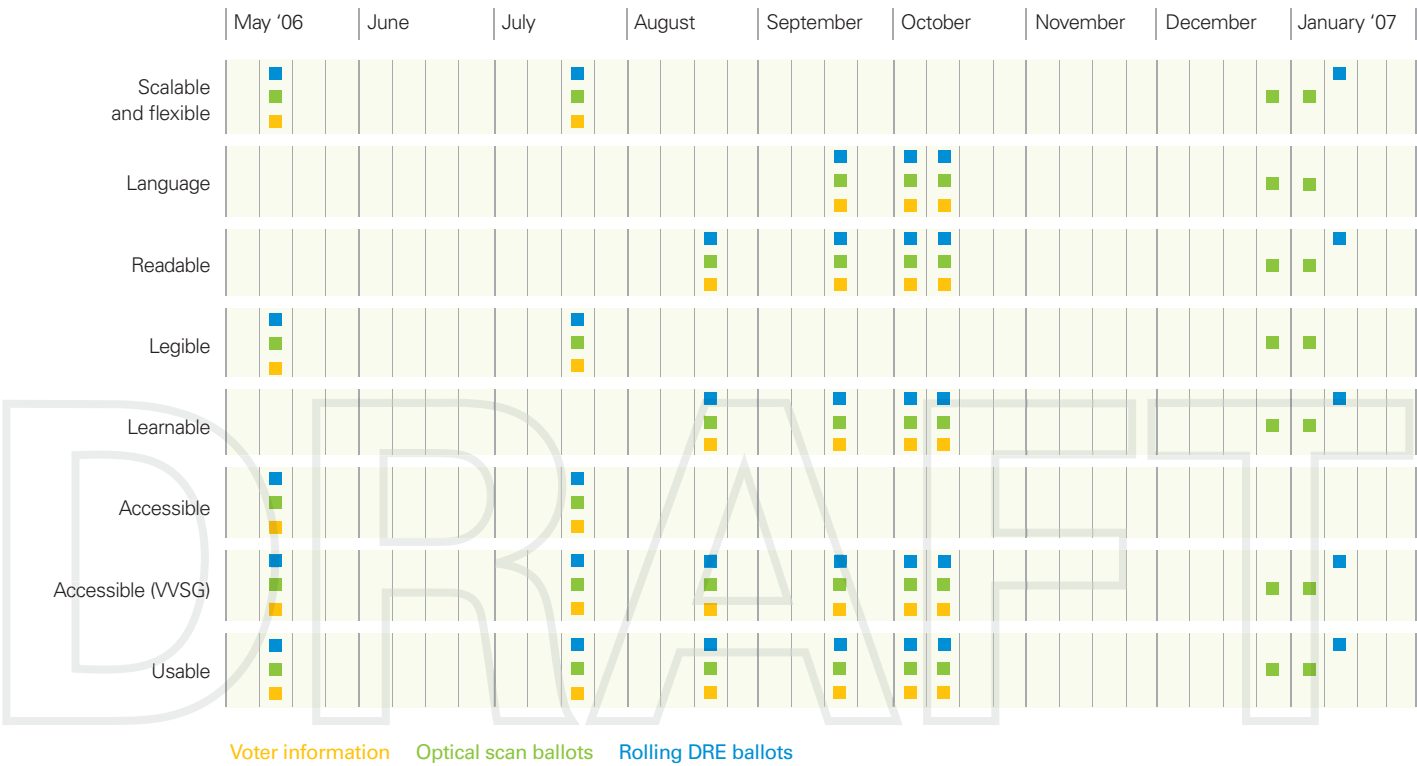 May ‘06 June July August September October November December January ‘07
Scalable
and flexible
Language
Readable
Legible
Learnable
Accessible
Accessible (VVSG)
Usable
DRAFT
Voter information Optical scan ballots Rolling DRE ballots